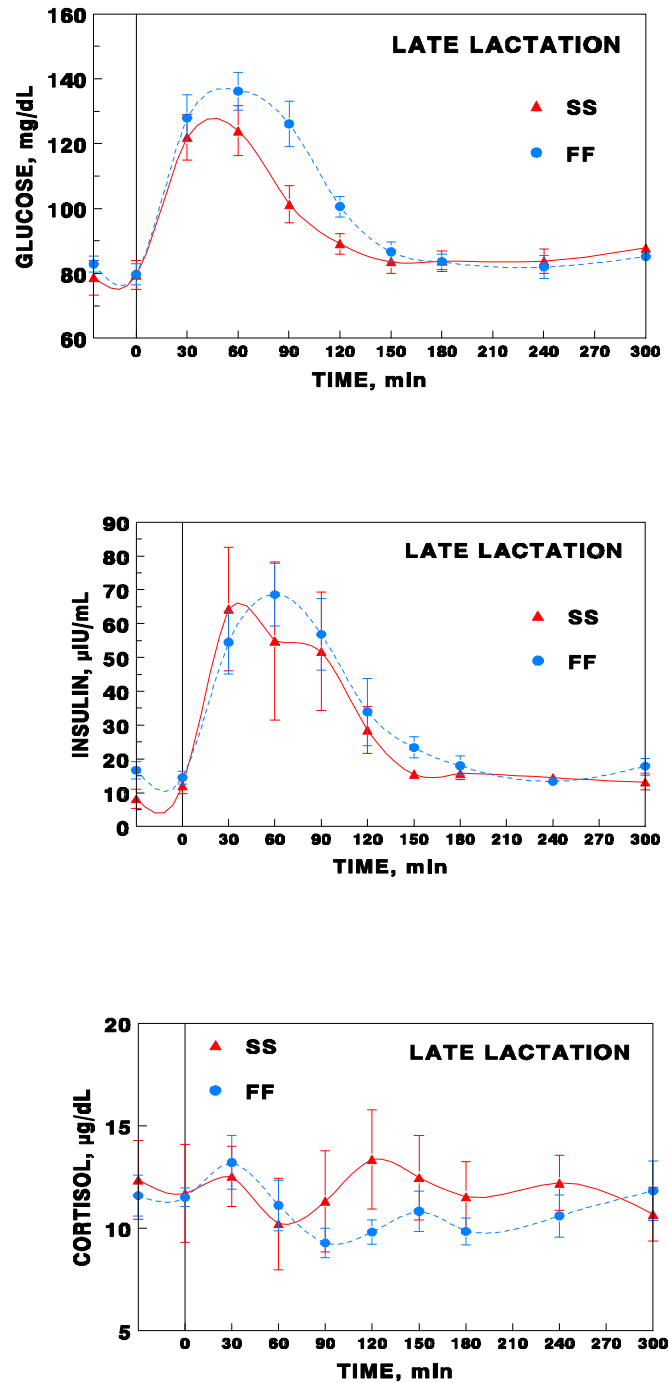 160
LATE LACTATION
140
SS
120
FF
100
80
60
GLUCOSE, mg/dL
0 30 60 90 120 150 180 210 240 270 300
TIME, min
90
LATE LACTATION
80
70
SS
60
FF
50
40
30
20
10
0
INSULIN, µIU/mL
0 30 60 90 120 150 180 210 240 270 300
TIME, min
20
SS
LATE LACTATION
FF
15
10
5
CORTISOL, µg/dL
0 30 60 90 120 150 180 210 240 270 300
TIME, min